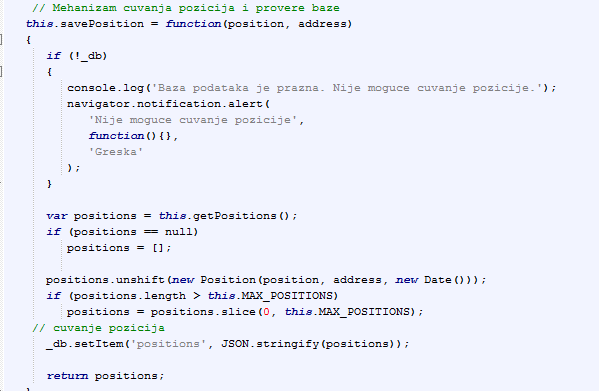 // Mehanizam cuvanja pozicija i provere baze
this.savePosition = function(position, address)
{
if (!_db)
{
console.log('Baza podataka je prazna. Nije moguce cuvanje pozicije.');
navigator.notification.alert(
'Nije moguce cuvanje pozicije',
function(){},
'Greska'
);
}
var positions = this.getPositions();
if (positions == null)
positions = [];
positions.unshift(new Position(position, address, new Date()));
if (positions.length > this.MAX_POSITIONS)
positions = positions.slice(0, this.MAX_POSITIONS);
// cuvanje pozicija
_db.setItem('positions', JSON.stringify(positions));
return positions;